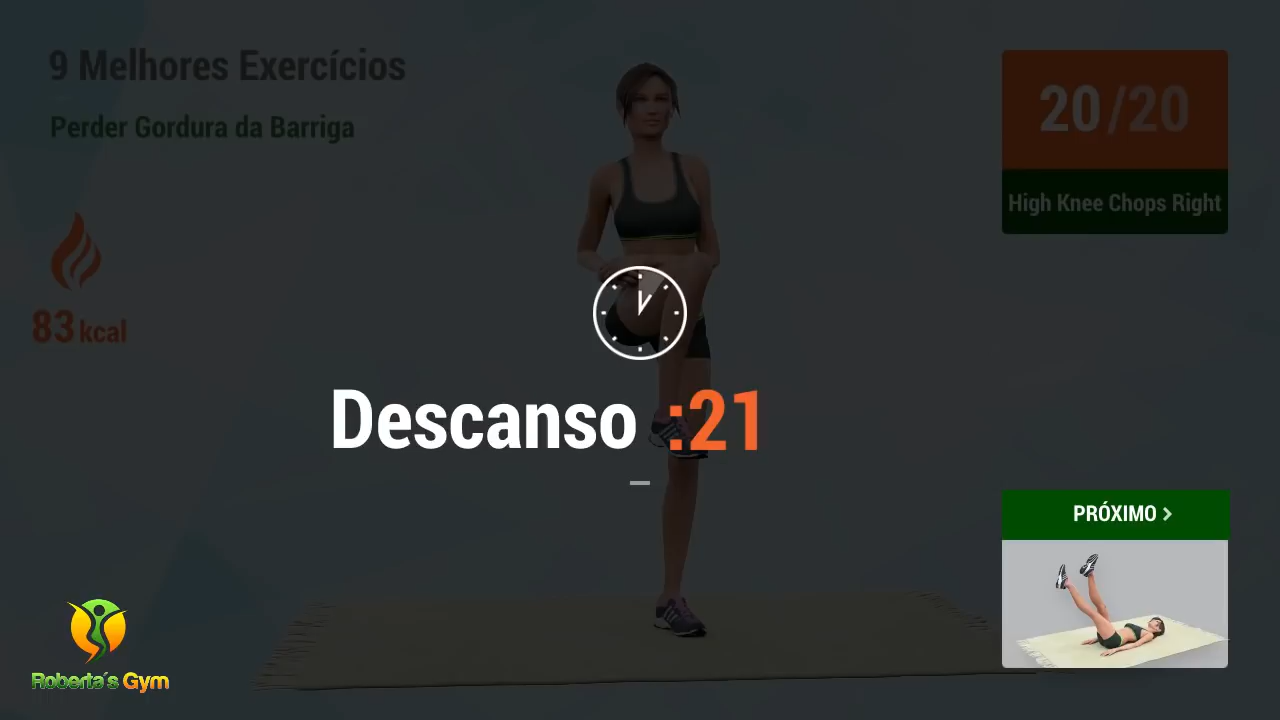 9 Melhores Exercícios
Perder Gordura da Barriga
20/20
High Knee Chops Right
83 kcal
Descanso :21
PRÓXIMO >
Roberta's Gym